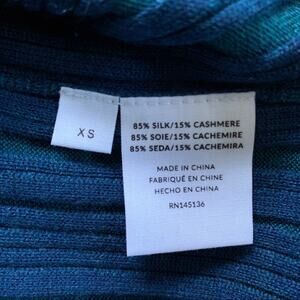 XS
85% SILK/15% CASHMERE
85% SOIE/15% CACHEMIRE
85% SEDA/15% CACHEMIRA
MADE IN CHINA
FABRIQUÉ EN CHINE
HECHO EN CHINA
RN145136